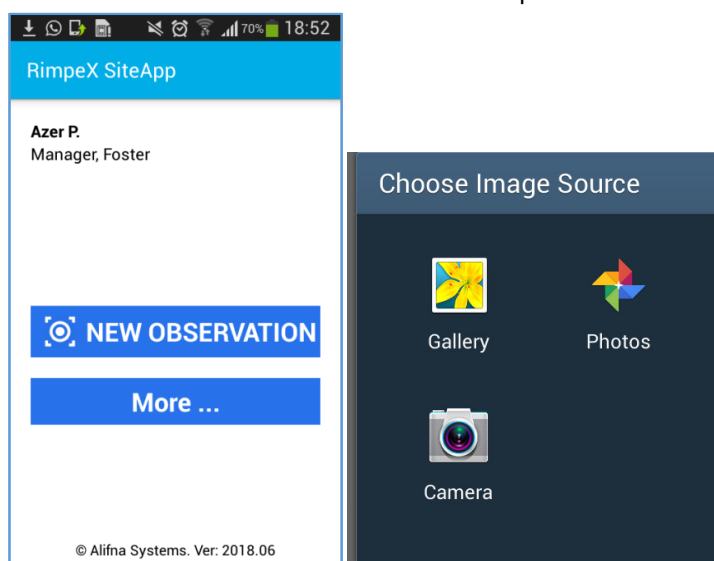 70% 18:52
RimpeX SiteApp
Azer P.
Manager, Foster
NEW OBSERVATION
More ...
© Alifna Systems. Ver: 2018.06
Choose Image Source
Gallery
Photos
Camera